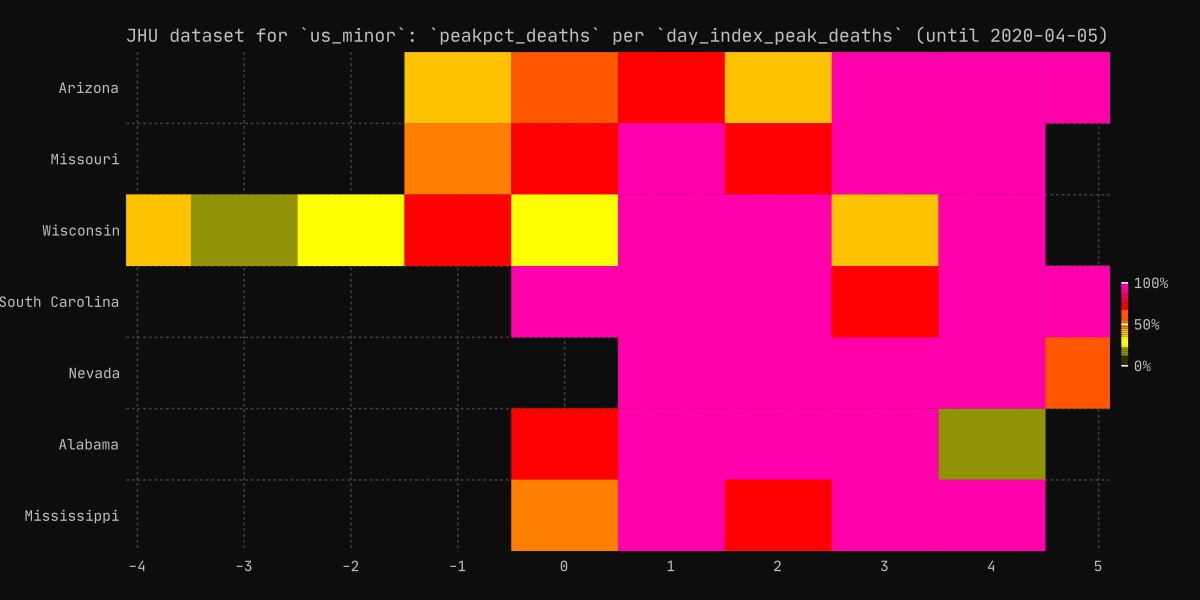 JHU dataset for `us_minor`: `peakpct_deaths` per `day_index_peak_deaths` (until 2020-04-05)
Arizona
Missouri
Wisconsin
South Carolina
Nevada
Alabama
Mississippi
100%
50%
0%
-4 -3 -2 -1 0 1 2 3 4 5